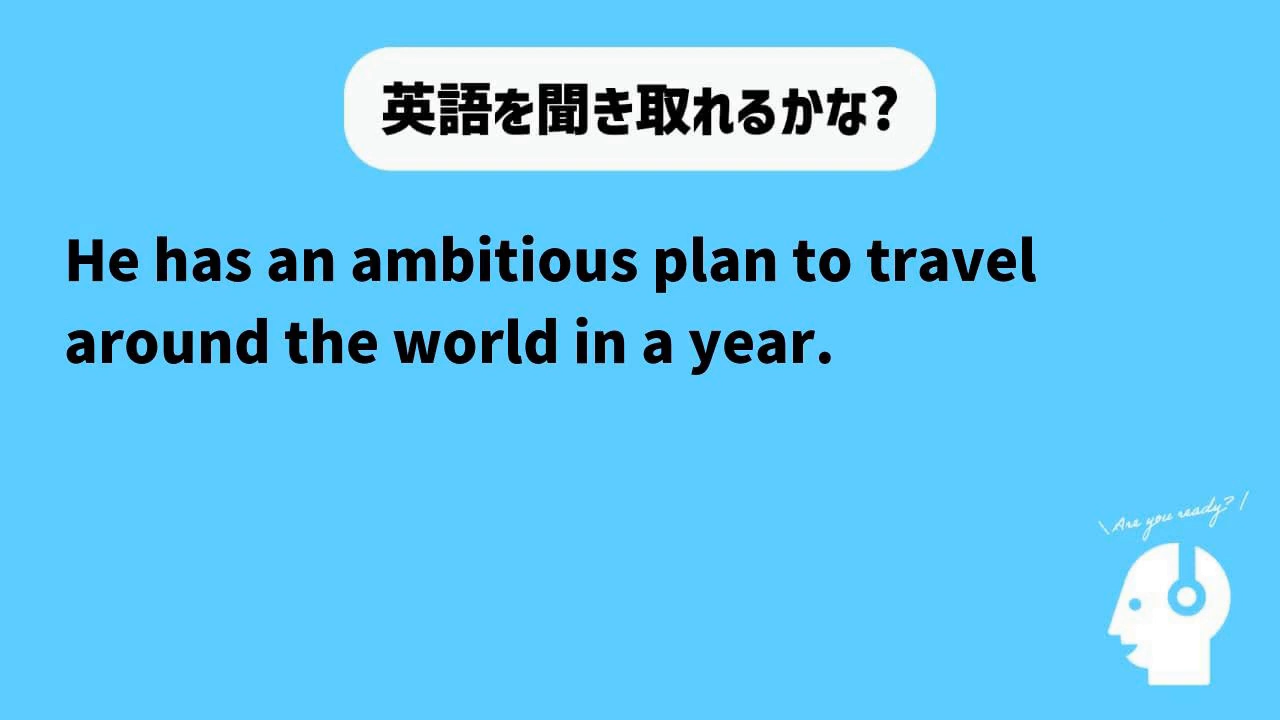 英語を聞き取れるかな?
He has an ambitious plan to travel
around the world in a year.
\ Are you ready? /